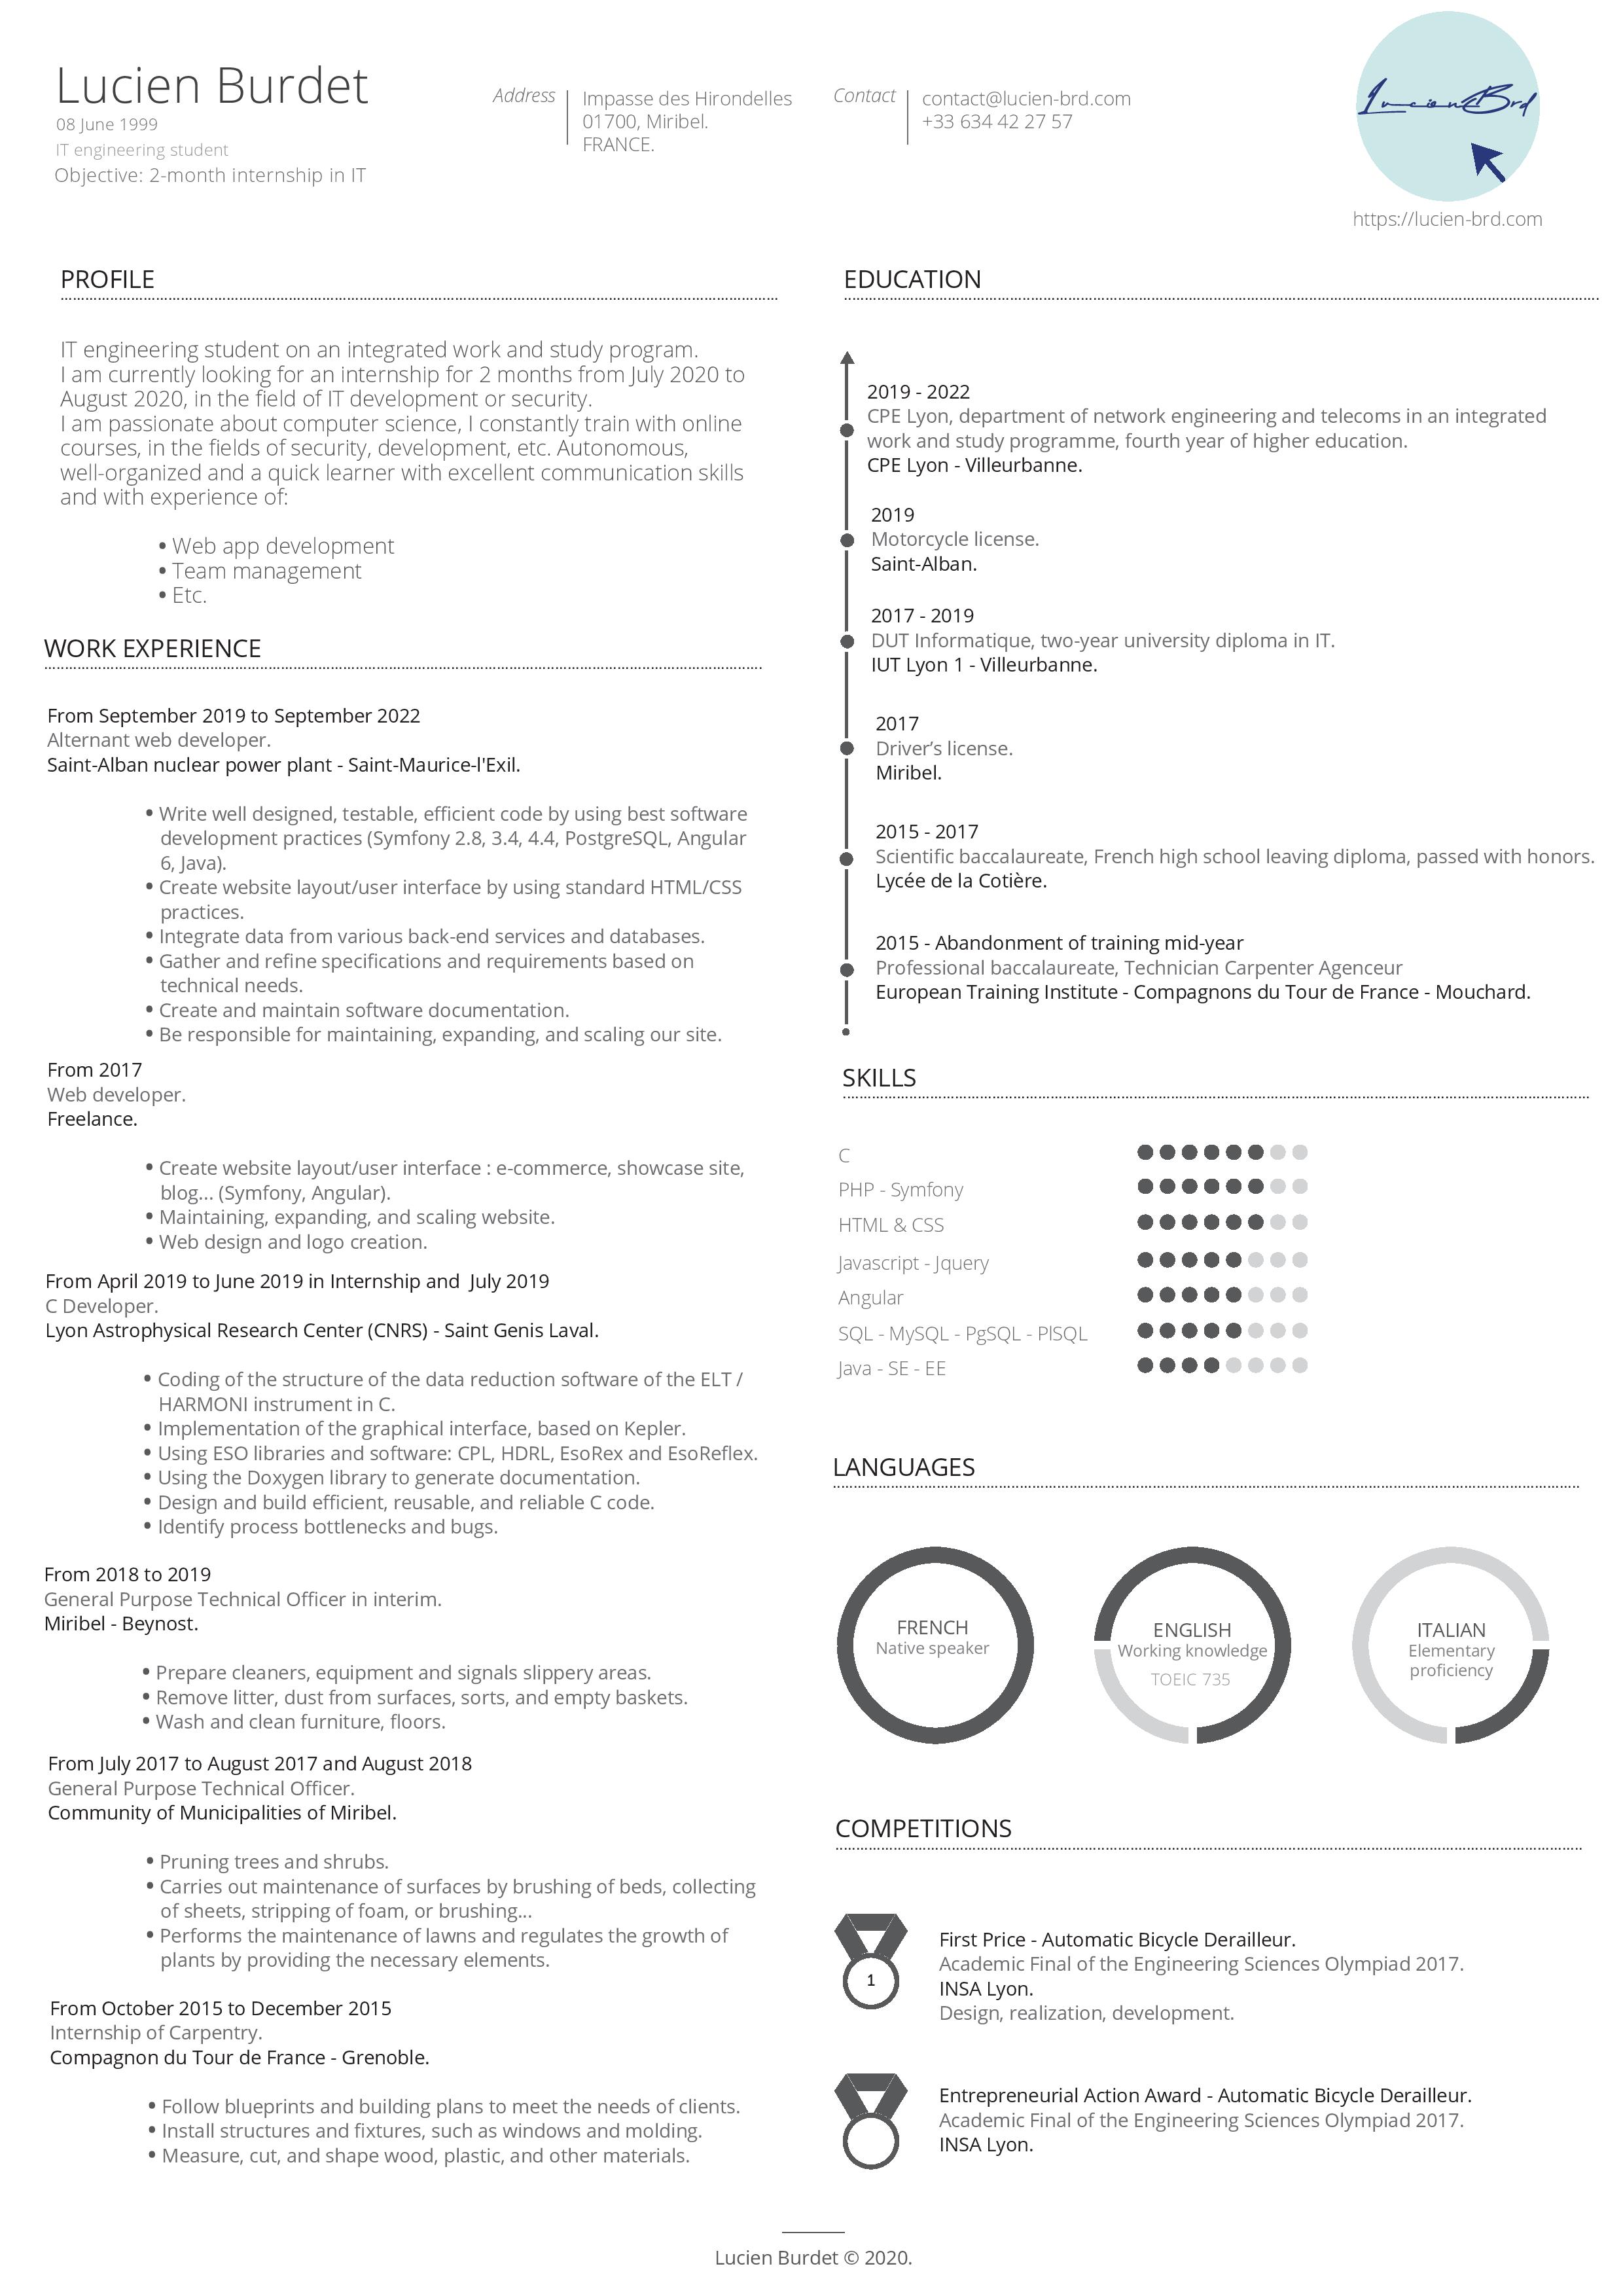 Lucien Burdet
08 June 1999
IT engineering student
Objective: 2-month internship in IT
Address
Impasse des Hirondelles
01700, Miribel.
FRANCE.
Contact
contact@lucien-brd.com
+33 634 42 27 57
LucienBrd
https://lucien-brd.com
PROFILE
IT engineering student on an integrated work and study program.
I am currently looking for an internship for 2 months from July 2020 to
August 2020, in the field of IT development or security.
I am passionate about computer science, I constantly train with online
courses, in the fields of security, development, etc. Autonomous,
well-organized and a quick learner with excellent communication skills
and with experience of:
• Web app development
• Team management
• Etc.
WORK EXPERIENCE
From September 2019 to September 2022
Alternant web developer.
Saint-Alban nuclear power plant - Saint-Maurice-l'Exil.
• Write well designed, testable, efficient code by using best software
development practices (Symfony 2.8, 3.4, 4.4, PostgreSQL, Angular
6, Java).
• Create website layout/user interface by using standard HTML/CSS
practices.
• Integrate data from various back-end services and databases.
• Gather and refine specifications and requirements based on
technical needs.
• Create and maintain software documentation.
• Be responsible for maintaining, expanding, and scaling our site.
From 2017
Web developer.
Freelance.
• Create website layout/user interface : e-commerce, showcase site,
blog... (Symfony, Angular).
• Maintaining, expanding, and scaling website.
• Web design and logo creation.
From April 2019 to June 2019 in Internship and  July 2019
C Developer.
Lyon Astrophysical Research Center (CNRS) - Saint Genis Laval.
• Coding of the structure of the data reduction software of the ELT /
HARMONI instrument in C.
• Implementation of the graphical interface, based on Kepler.
• Using ESO libraries and software: CPL, HDRL, EsoRex and EsoReflex.
• Using the Doxygen library to generate documentation.
• Design and build efficient, reusable, and reliable C code.
• Identify process bottlenecks and bugs.
From 2018 to 2019
General Purpose Technical Officer in interim.
Miribel - Beynost.
• Prepare cleaners, equipment and signals slippery areas.
• Remove litter, dust from surfaces, sorts, and empty baskets.
• Wash and clean furniture, floors.
From July 2017 to August 2017 and August 2018
General Purpose Technical Officer.
Community of Municipalities of Miribel.
• Pruning trees and shrubs.
• Carries out maintenance of surfaces by brushing of beds, collecting
of sheets, stripping of foam, or brushing...
• Performs the maintenance of lawns and regulates the growth of
plants by providing the necessary elements.
From October 2015 to December 2015
Internship of Carpentry.
Compagnon du Tour de France - Grenoble.
• Follow blueprints and building plans to meet the needs of clients.
• Install structures and fixtures, such as windows and molding.
• Measure, cut, and shape wood, plastic, and other materials.
EDUCATION
2019 - 2022
CPE Lyon, department of network engineering and telecoms in an integrated
work and study programme, fourth year of higher education.
CPE Lyon - Villeurbanne.
2019
Motorcycle license.
Saint-Alban.
2017 - 2019
DUT Informatique, two-year university diploma in IT.
IUT Lyon 1 - Villeurbanne.
2017
Driver’s license.
Miribel.
2015 - 2017
Scientific baccalaureate, French high school leaving diploma, passed with honors.
Lycée de la Cotière.
2015 - Abandonment of training mid-year
Professional baccalaureate, Technician Carpenter Agenceur
European Training Institute - Compagnons du Tour de France - Mouchard.
SKILLS
C
PHP - Symfony
HTML & CSS
Javascript - Jquery
Angular
SQL - MySQL - PgSQL - PlSQL
Java - SE - EE
LANGUAGES
FRENCH
Native speaker
ENGLISH
Working knowledge
TOEIC 735
ITALIAN
Elementary
proficiency
COMPETITIONS
1
First Price - Automatic Bicycle Derailleur.
Academic Final of the Engineering Sciences Olympiad 2017.
INSA Lyon.
Design, realization, development.
Entrepreneurial Action Award - Automatic Bicycle Derailleur.
Academic Final of the Engineering Sciences Olympiad 2017.
INSA Lyon.
Lucien Burdet © 2020.